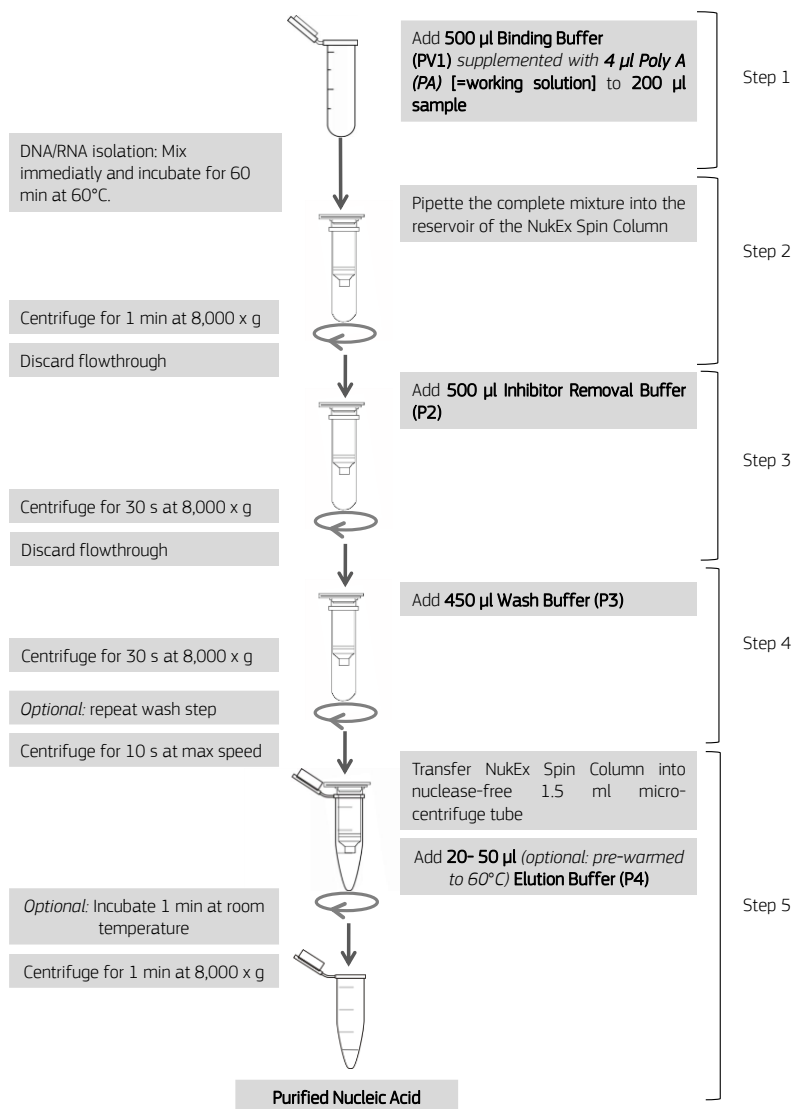 Add 500 µl Binding Buffer
(PV1) supplemented with 4 µl Poly A
(PA) [=working solution] to 200 µl
sample
Step 1
DNA/RNA isolation: Mix
immediatly and incubate for 60
min at 60°C.
Pipette the complete mixture into the
reservoir of the NukEx Spin Column
Step 2
Centrifuge for 1 min at 8,000 x g
Discard flowthrough
Add 500 µl Inhibitor Removal Buffer
(P2)
Step 3
Centrifuge for 30 s at 8,000 x g
Discard flowthrough
Add 450 µl Wash Buffer (P3)
Step 4
Centrifuge for 30 s at 8,000 x g
Optional: repeat wash step
Centrifuge for 10 s at max speed
Transfer NukEx Spin Column into
nuclease-free 1.5 ml micro-
centrifuge tube
Add 20- 50 µl (optional: pre-warmed
to 60°C) Elution Buffer (P4)
Step 5
Optional: Incubate 1 min at room
temperature
Centrifuge for 1 min at 8,000 x g
Purified Nucleic Acid